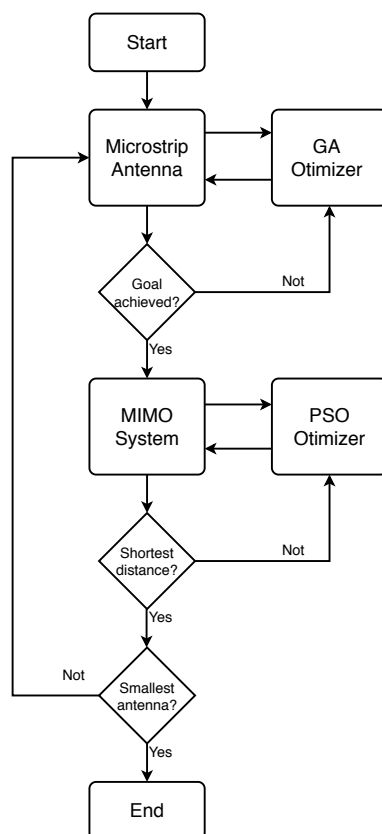 Start
Microstrip
Antenna
GA
Otimizer
Goal
achieved?
Not
Yes
MIMO
System
PSO
Otimizer
Shortest
distance?
Not
Yes
Not
Smallest
antenna?
Yes
End